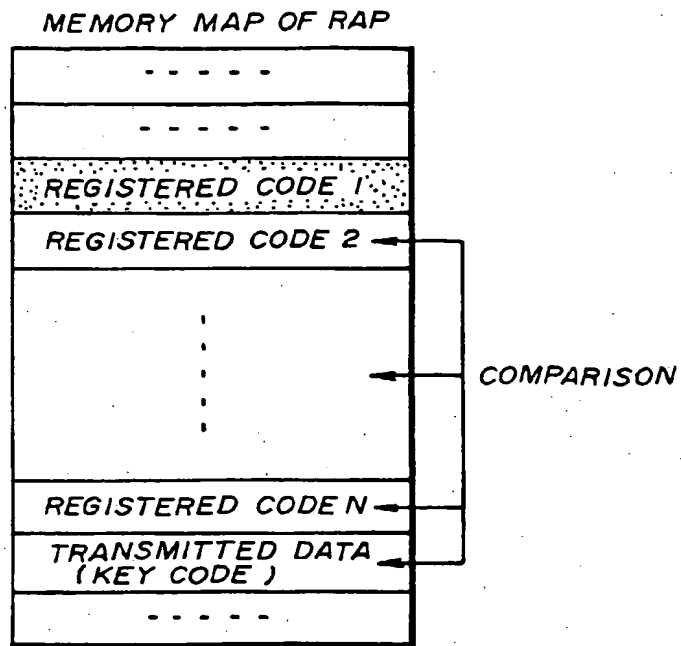 MEMORY MAP OF RAP
- - - - -
- - - - -
REGISTERED CODE 1
REGISTERED CODE 2
COMPARISON
REGISTERED CODE N
TRANSMITTED DATA
(KEY CODE)
- - - - -